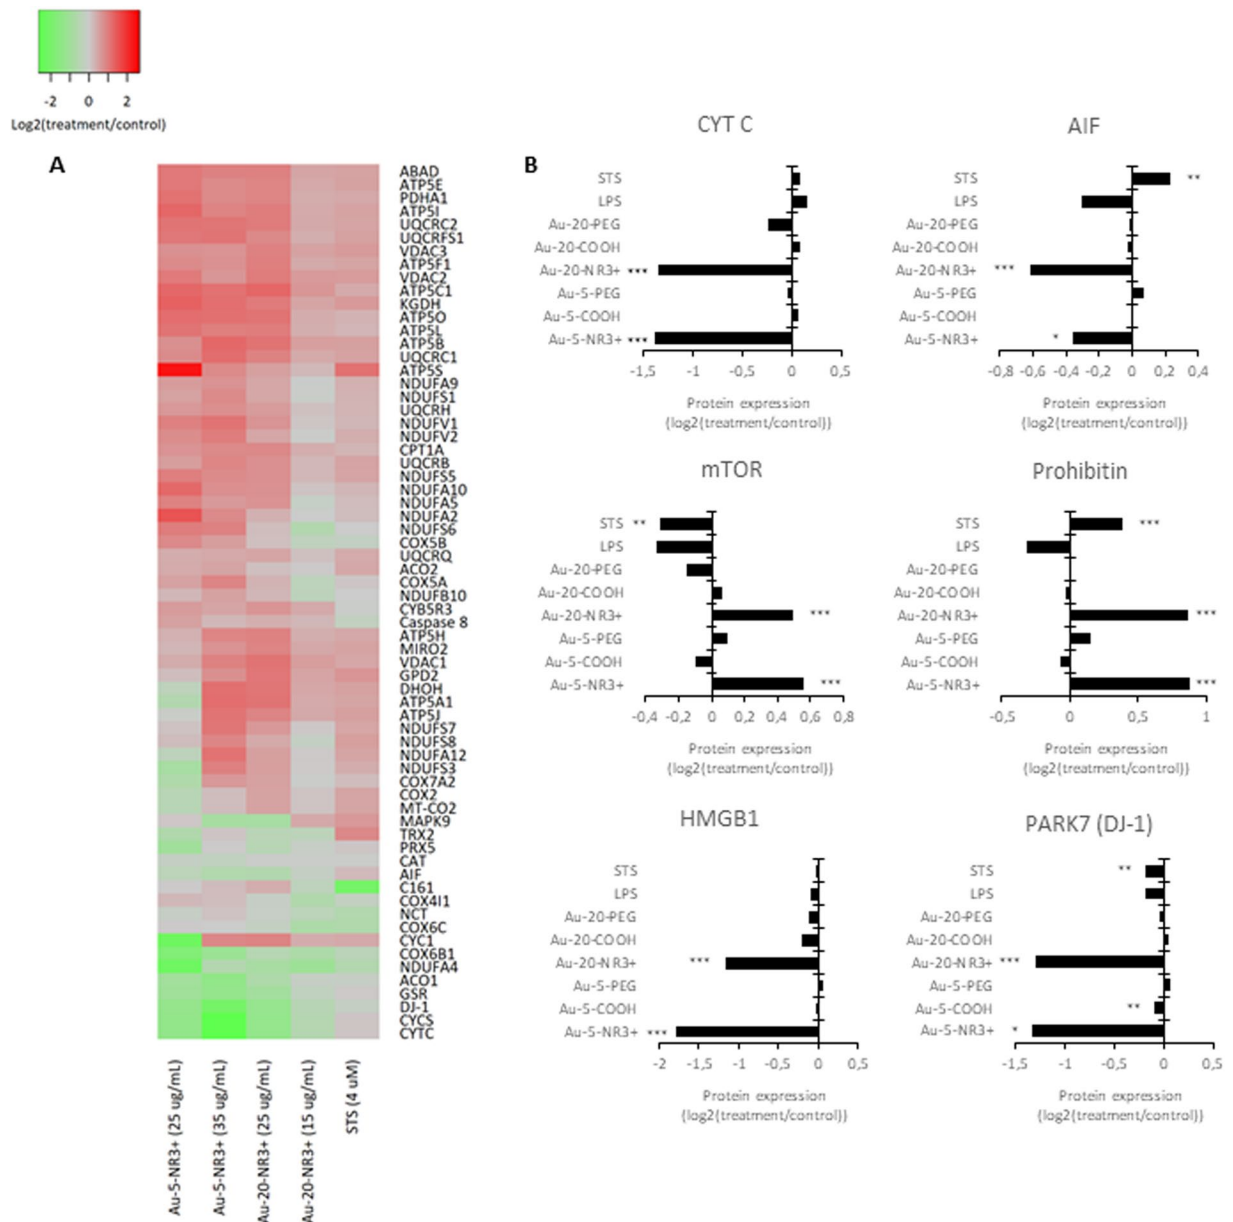 -2 0 2
Log2(treatment/control)
A
ABAD
ATP5E
PDHA1
ATP5I
UQCRC2
UQCRFS1
VDAC3
ATP5F1
VDAC2
ATP5C1
KGDH
ATP5O
ATP5L
ATP5B
UQCRC1
ATP5S
NDUFA9
NDUFS1
UQCRH
NDUFV1
NDUFV2
CPT1A
UQCRB
NDUFS5
NDUFA10
NDUFA5
NDUFA2
NDUFS6
COX5B
UQCRQ
ACO2
COX5A
NDUFB10
CYB5R3
Caspase 8
ATP5H
MIRO2
VDAC1
GPD2
DHOH
ATP5A1
ATP5J
NDUFS7
NDUFS8
NDUFA12
NDUFS3
COX7A2
COX2
MT-CO2
MAPK9
TRX2
PRX5
CAT
AIF
C161
COX4I1
NCT
COX6C
CYC1
COX6B1
NDUFA4
ACO1
GSR
DJ-1
CYCS
CYTC
Au-5-NR3+ (25 ug/mL)
Au-5-NR3+ (35 ug/mL)
Au-20-NR3+ (25 ug/mL)
Au-20-NR3+ (15 ug/mL)
STS (4 uM)
B
CYT C
STS
LPS
Au-20-PEG
Au-20-COOH
Au-20-NR3+ ***
Au-5-PEG
Au-5-COOH
Au-5-NR3+ ***
-1,5 -1 -0,5 0 0,5
Protein expression
(log2(treatment/control))
AIF
STS **
LPS
Au-20-PEG
Au-20-COOH
Au-20-NR3+ ***
Au-5-PEG
Au-5-COOH
Au-5-NR3+ *
-0,8 -0,6 -0,4 -0,2 0 0,2 0,4
Protein expression
(log2(treatment/control))
mTOR
STS **
LPS
Au-20-PEG
Au-20-COOH
Au-20-NR3+ ***
Au-5-PEG
Au-5-COOH
Au-5-NR3+ ***
-0,4 -0,2 0 0,2 0,4 0,6 0,8
Protein expression
(log2(treatment/control))
Prohibitin
STS ***
LPS
Au-20-PEG
Au-20-COOH
Au-20-NR3+ ***
Au-5-PEG
Au-5-COOH
Au-5-NR3+ ***
-0,5 0 0,5 1
Protein expression
(log2(treatment/control))
HMGB1
STS
LPS
Au-20-PEG
Au-20-COOH
Au-20-NR3+ ***
Au-5-PEG
Au-5-COOH
Au-5-NR3+ ***
-2 -1,5 -1 -0,5 0 0,5
Protein expression
(log2(treatment/control))
PARK7 (DJ-1)
STS **
LPS
Au-20-PEG
Au-20-COOH
Au-20-NR3+ ***
Au-5-PEG
Au-5-COOH **
Au-5-NR3+ *
-1,5 -1 -0,5 0 0,5
Protein expression
(log2(treatment/control))